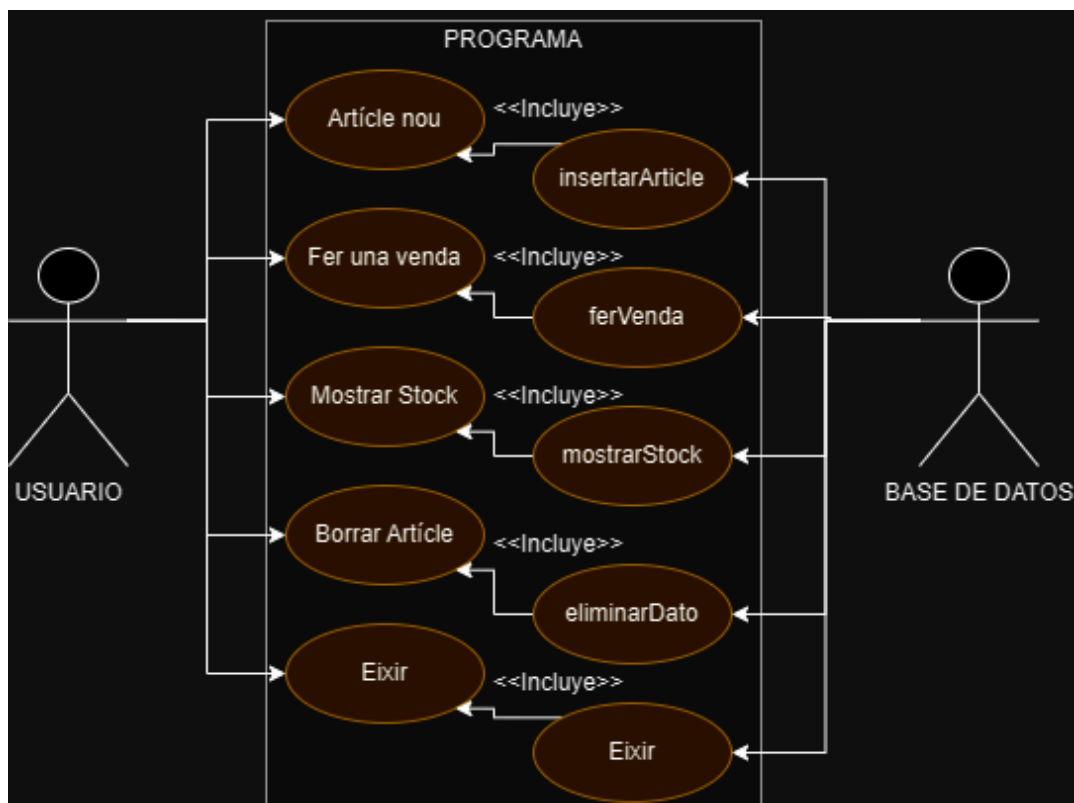 PROGRAMA
Artícle nou
<<Incluye>>
insertarArticle
Fer una venda
<<Incluye>>
ferVenda
Mostrar Stock
<<Incluye>>
mostrarStock
USUARIO
BASE DE DATOS
Borrar Artícle
<<Incluye>>
eliminarDato
Eixir
<<Incluye>>
Eixir